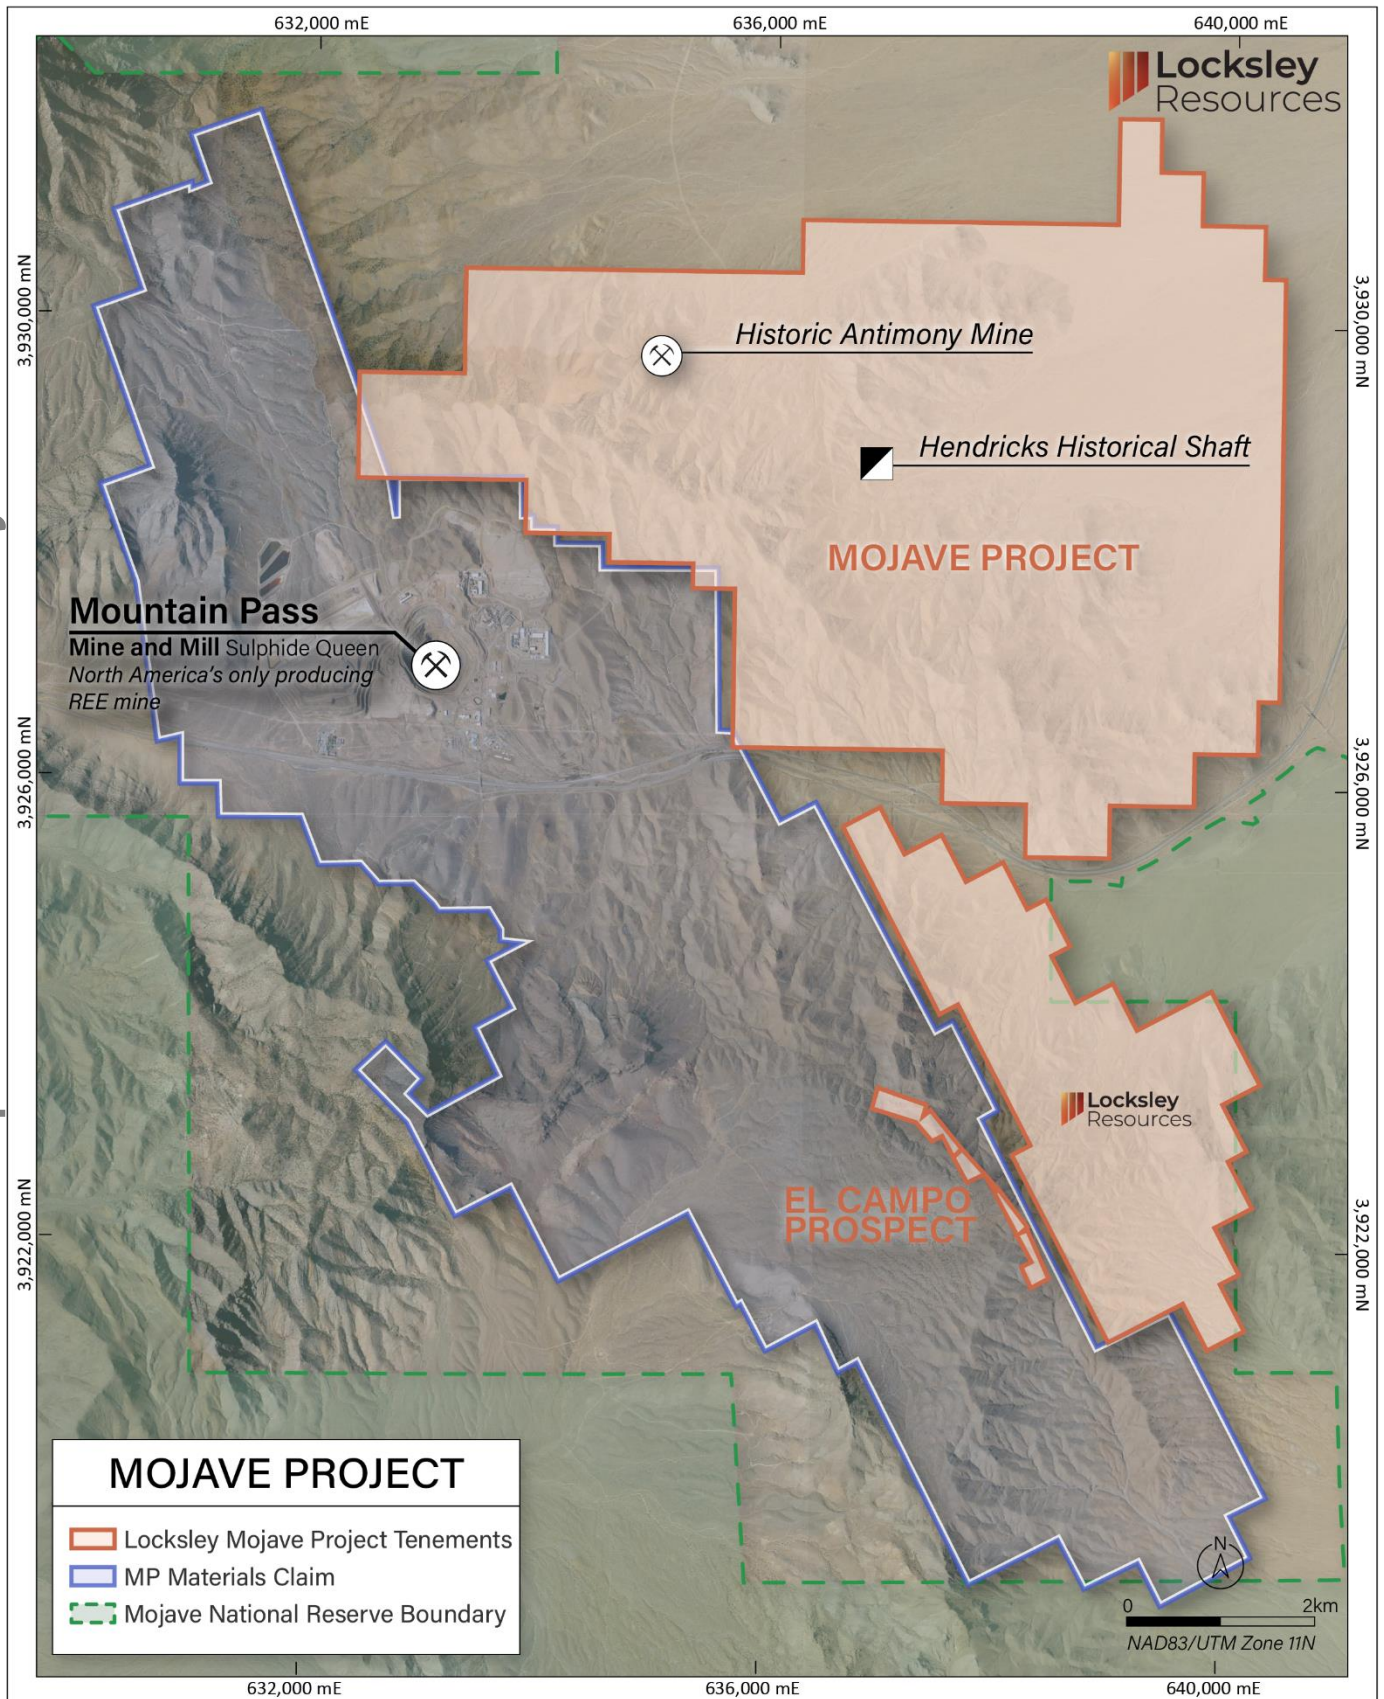 632,000 mE
636,000 mE
640,000 mE
Locksley
Resources
3,930,000 mN
3,930,000 mN
Historic Antimony Mine
Hendricks Historical Shaft
MOJAVE PROJECT
Mountain Pass
Mine and Mill Sulphide Queen
North America's only producing
REE mine
3,926,000 mN
3,926,000 mN
Locksley
Resources
EL CAMPO
PROSPECT
3,922,000 mN
3,922,000 mN
MOJAVE PROJECT
Locksley Mojave Project Tenements
MP Materials Claim
Mojave National Reserve Boundary
N
0 2km
NAD83/UTM Zone 11N
632,000 mE
636,000 mE
640,000 mE